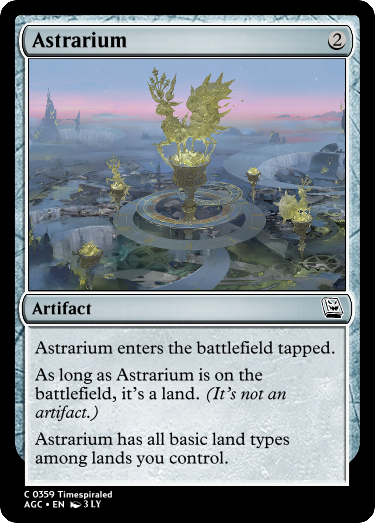 Astrarium 2
Artifact
Astrarium enters the battlefield tapped.
As long as Astrarium is on the
battlefield, it's a land. (It's not an
artifact.)
Astrarium has all basic land types
among lands you control.
C 0359 Timespiraled
AGC • EN 3 LY